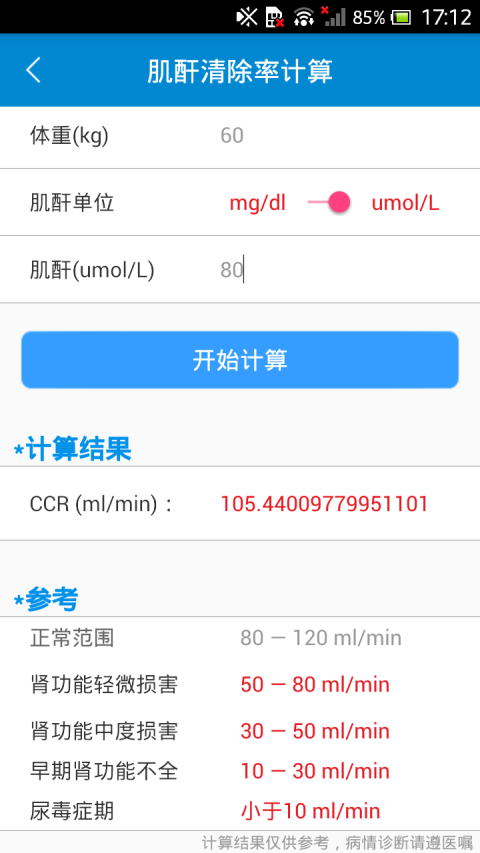 85% 17:12
肌酐清除率计算
体重(kg) 60
肌酐单位 mg/dl umol/L
肌酐(umol/L) 80
开始计算
*计算结果
CCR (ml/min) : 105.44009779951101
*参考
正常范围 80 — 120 ml/min
肾功能轻微损害 50 — 80 ml/min
肾功能中度损害 30 — 50 ml/min
早期肾功能不全 10 — 30 ml/min
尿毒症期 小于10 ml/min
计算结果仅供参考，病情诊断请遵医嘱